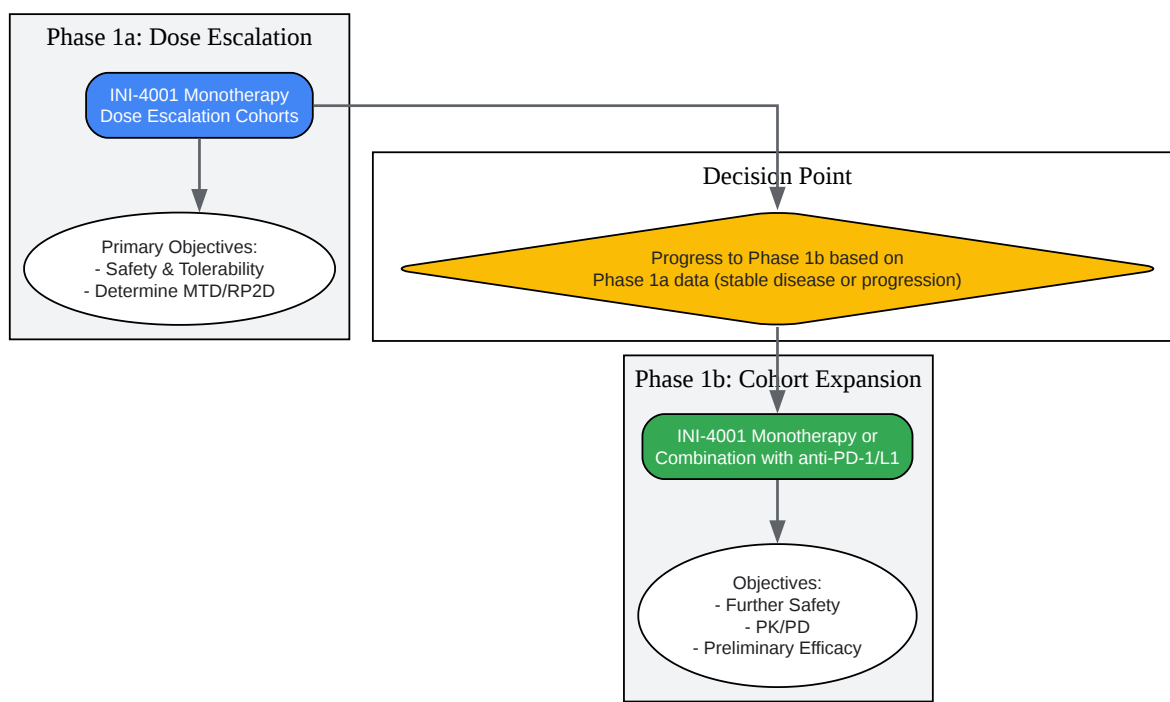 Phase 1a: Dose Escalation
INI-4001 Monotherapy
Dose Escalation Cohorts
Primary Objectives:
- Safety & Tolerability
- Determine MTD/RP2D
Decision Point
Progress to Phase 1b based on
Phase 1a data (stable disease or progression)
Phase 1b: Cohort Expansion
INI-4001 Monotherapy or
Combination with anti-PD-1/L1
Objectives:
- Further Safety
- PK/PD
- Preliminary Efficacy